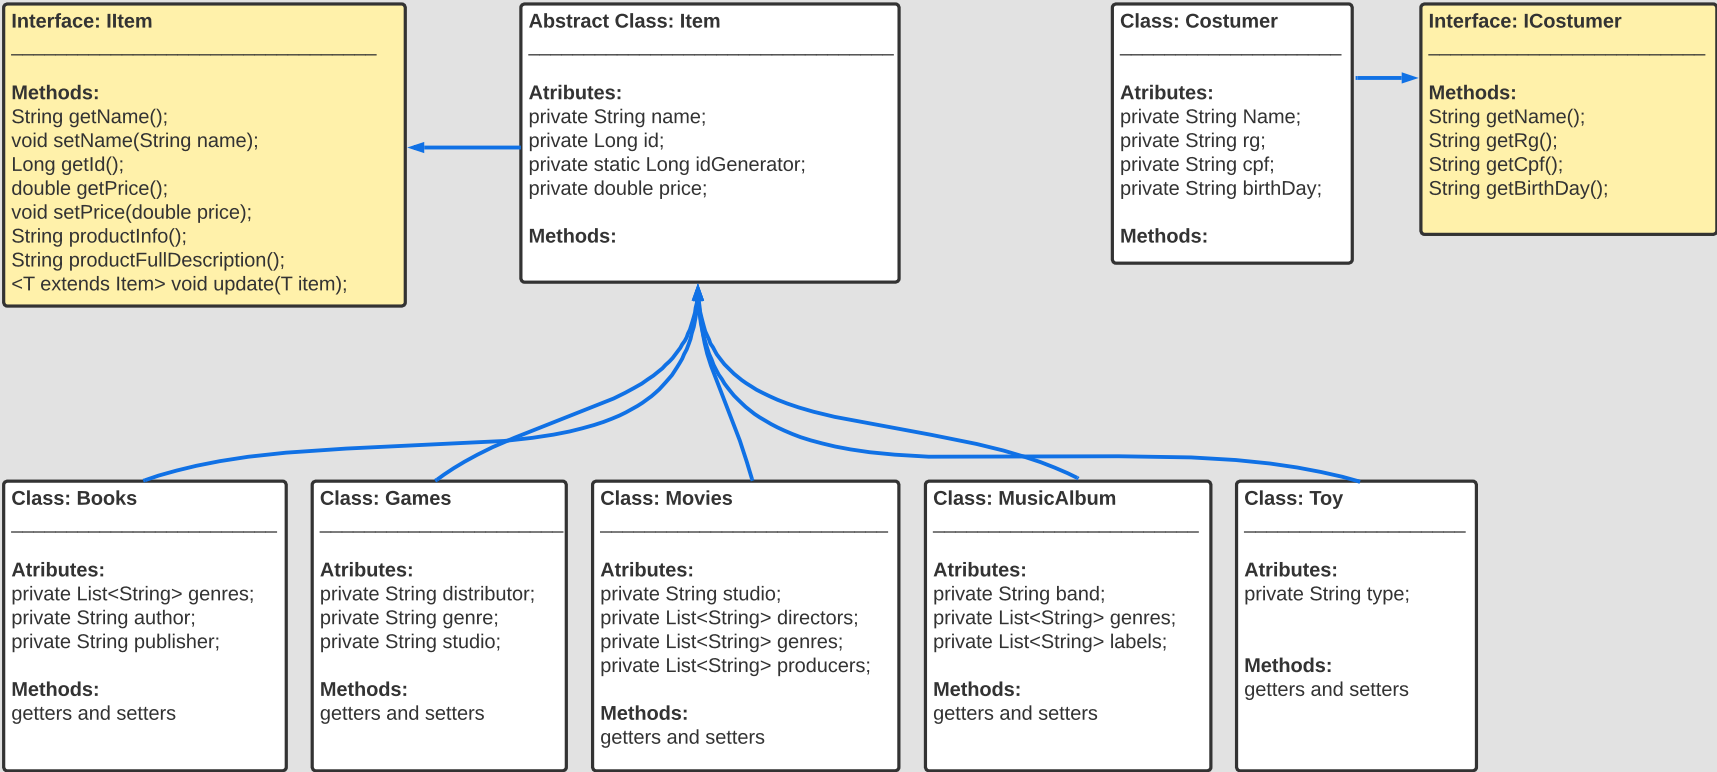 Interface: IItem
Methods:
String getName();
void setName(String name);
Long getId();
double getPrice();
void setPrice(double price);
String productInfo();
String productFullDescription();
<T extends Item> void update(T item);
Abstract Class: Item
Atributes:
private String name;
private Long id;
private static Long idGenerator;
private double price;
Methods:
Class: Costumer
Atributes:
private String Name;
private String rg;
private String cpf;
private String birthDay;
Methods:
Interface: ICostumer
Methods:
String getName();
String getRg();
String getCpf();
String getBirthDay();
Class: Books
Atributes:
private List<String> genres;
private String author;
private String publisher;
Methods:
getters and setters
Class: Games
Atributes:
private String distributor;
private String genre;
private String studio;
Methods:
getters and setters
Class: Movies
Atributes:
private String studio;
private List<String> directors;
private List<String> genres;
private List<String> producers;
Methods:
getters and setters
Class: MusicAlbum
Atributes:
private String band;
private List<String> genres;
private List<String> labels;
Methods:
getters and setters
Class: Toy
Atributes:
private String type;
Methods:
getters and setters